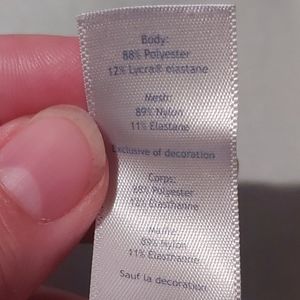 Body:
88% Polyester
12% Lycra® elastane
Mesh:
89% Nylon
11% Elastane
Exclusive of decoration
Corps:
88% Polyester
12% Élasthanne
89% Nylon
11% Élasthanne
Sauf la décoration